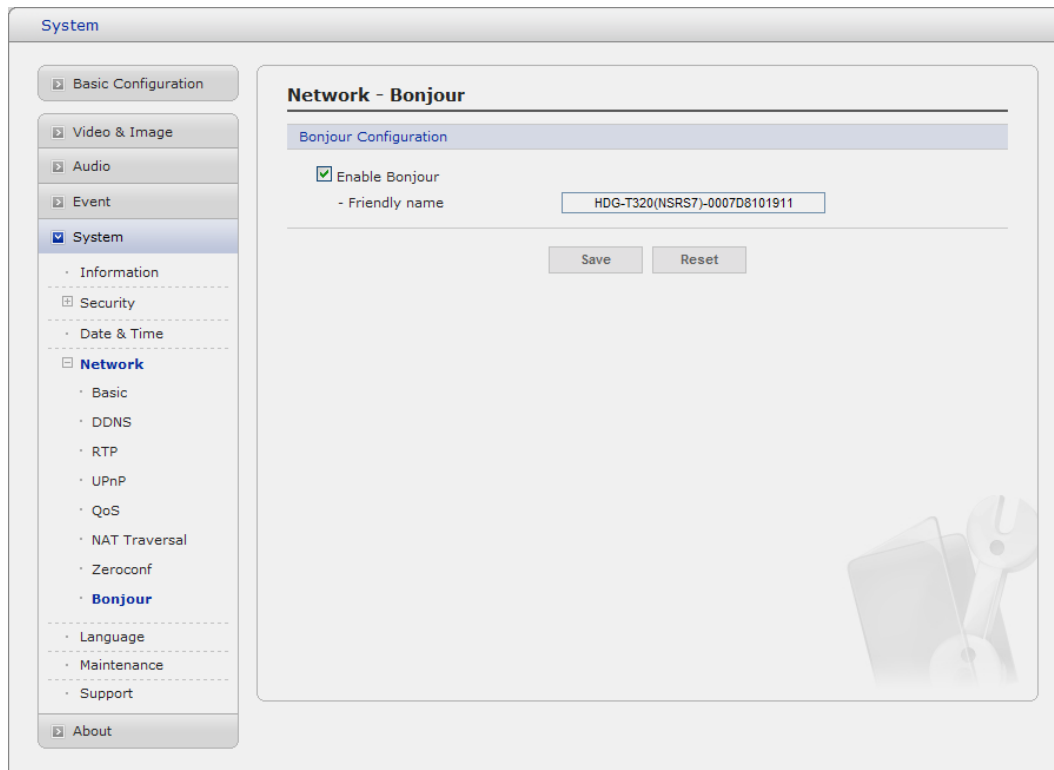 System
Basic Configuration
Video & Image
Audio
Event
System
Information
Security
Date & Time
Network
Basic
DDNS
RTP
UPnP
QoS
NAT Traversal
Zeroconf
Bonjour
Language
Maintenance
Support
About
Network - Bonjour
Bonjour Configuration
Enable Bonjour
- Friendly name HDG-T320(NSRS7)-0007D8101911
Save Reset